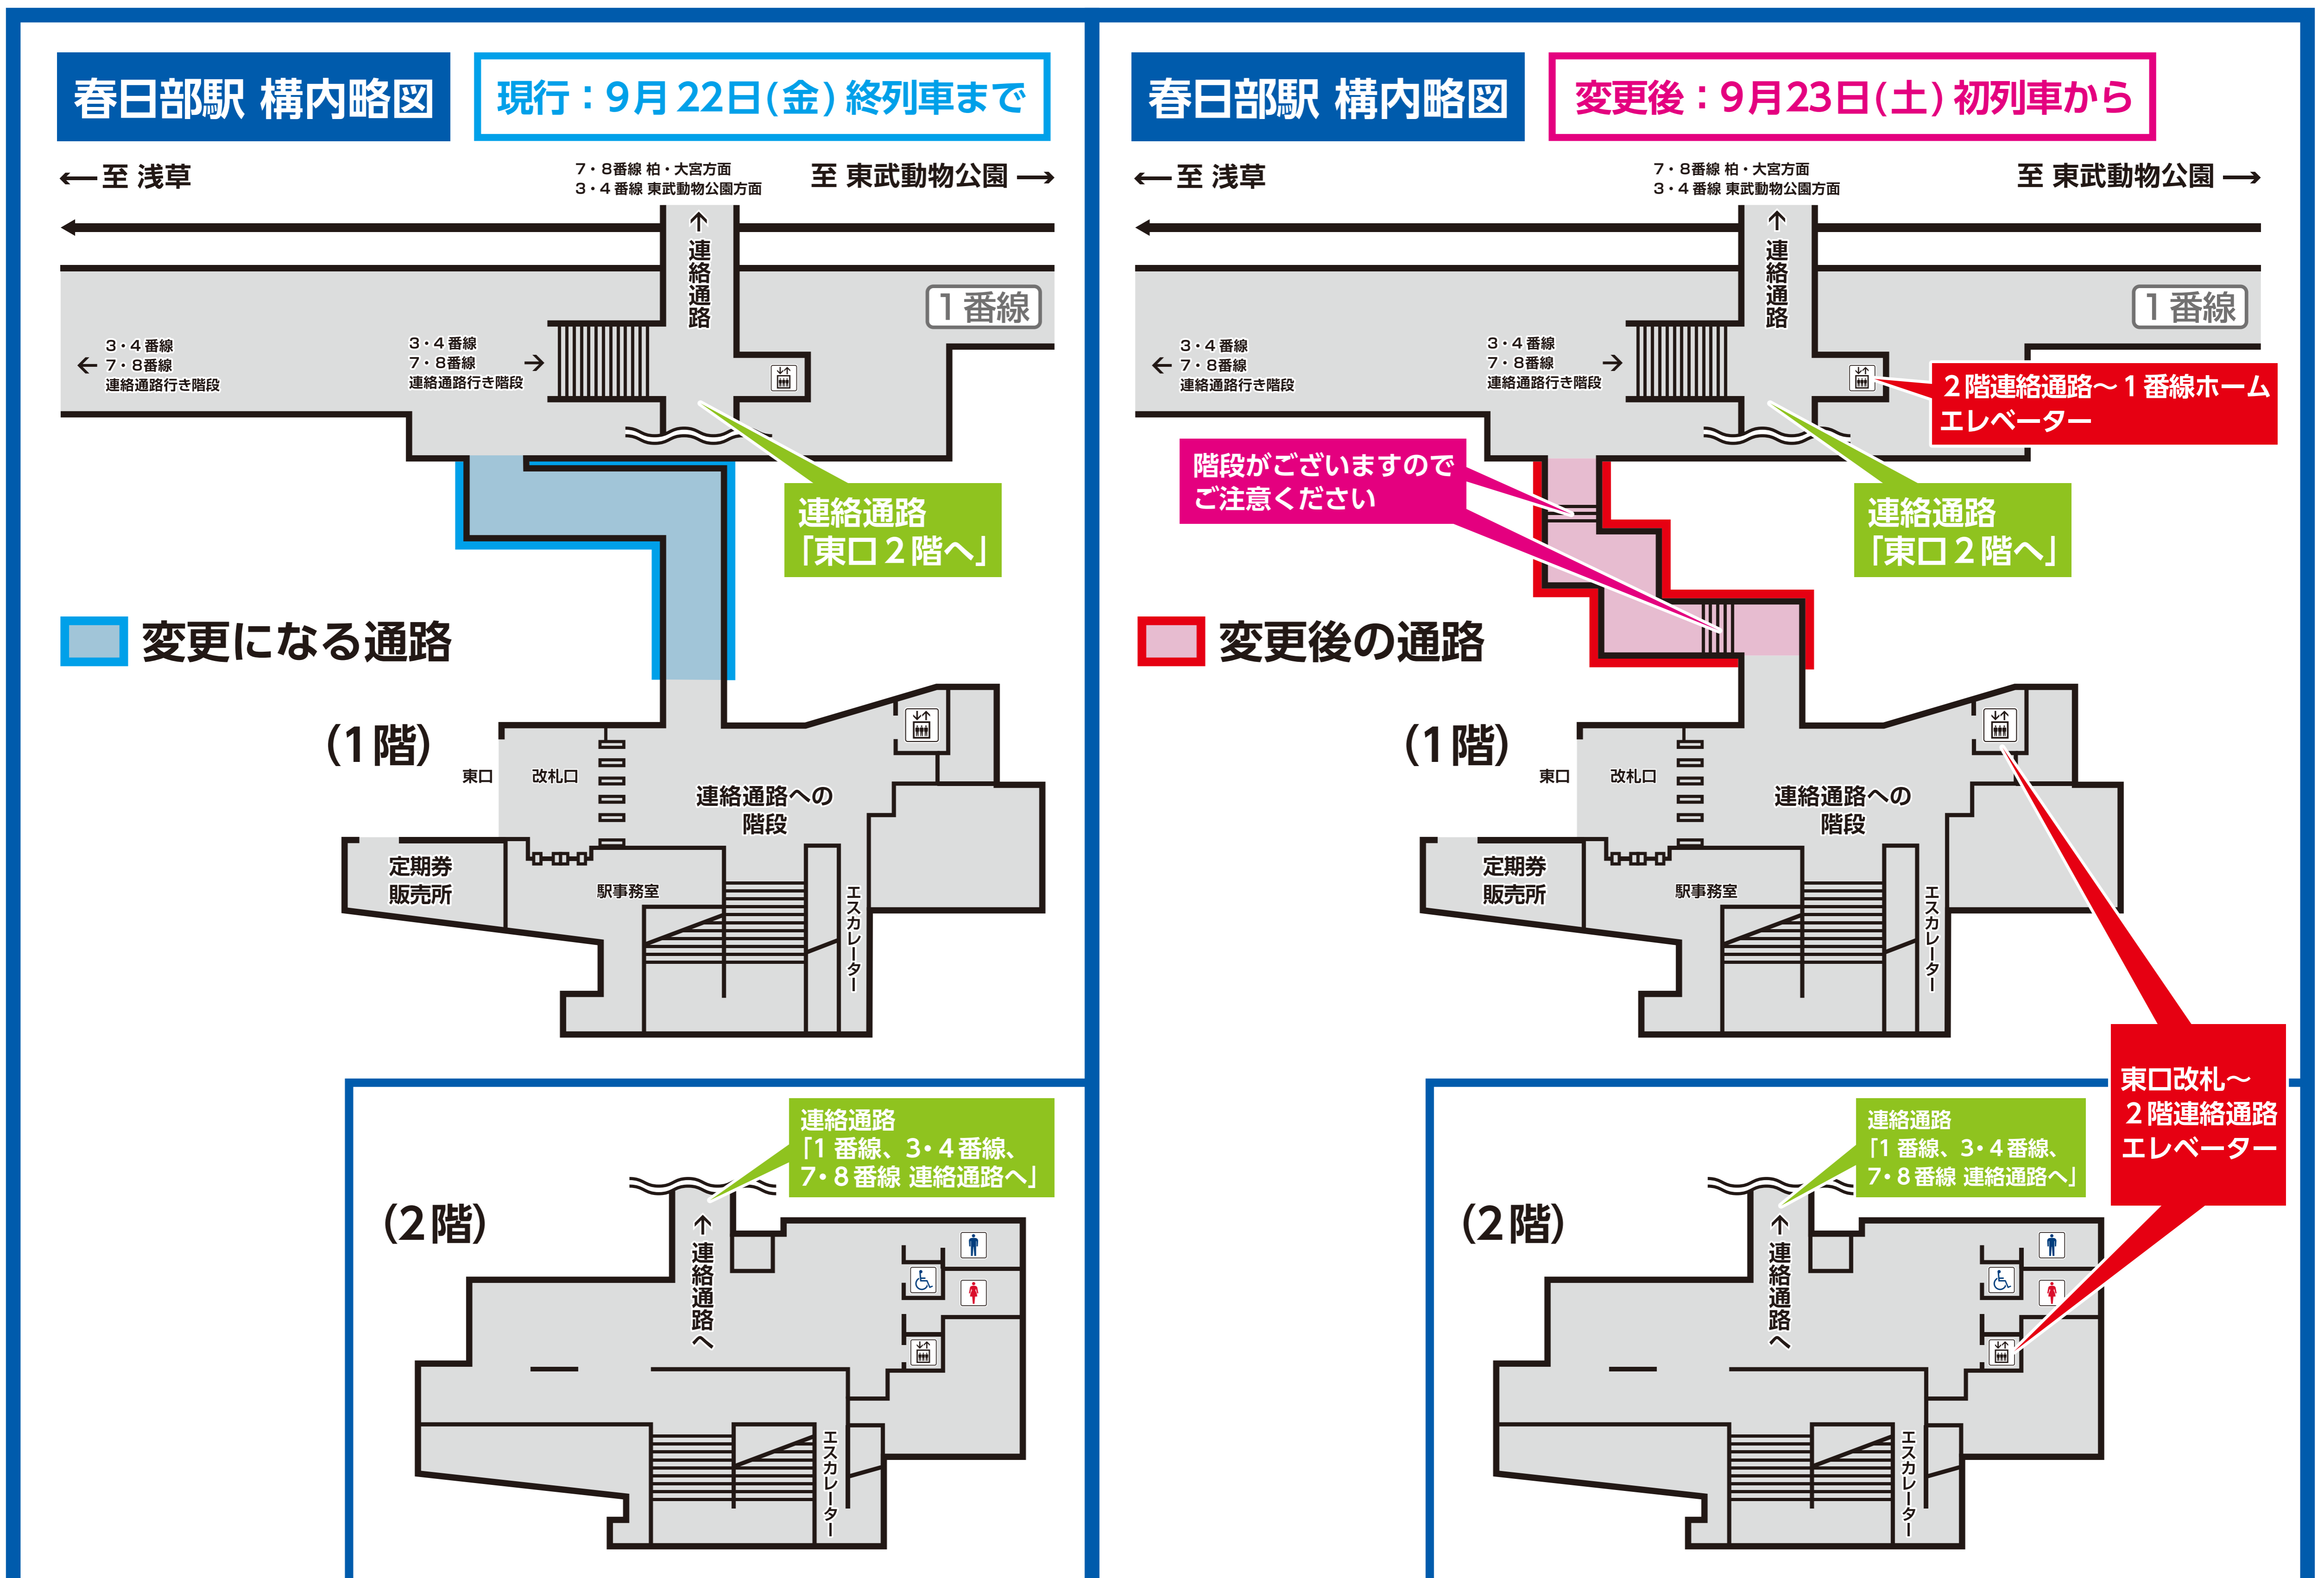 春日部駅 構内略図
現行：9月22日(金)終列車まで
←至 浅草
7・8番線 柏・大宮方面
3・4番線 東武動物公園方面
至 東武動物公園→
↑連絡通路
1番線
3・4番線
←7・8番線
連絡通路行き階段
3・4番線
7・8番線→
連絡通路行き階段
連絡通路
「東口2階へ」
変更になる通路
(1階)
東口
改札口
連絡通路への
階段
定期券
販売所
駅事務室
エスカレーター
連絡通路
「1番線、3・4番線、
7・8番線 連絡通路へ」
(2階)
↑連絡通路へ
エスカレーター
春日部駅 構内略図
変更後：9月23日(土)初列車から
←至 浅草
7・8番線 柏・大宮方面
3・4番線 東武動物公園方面
至 東武動物公園→
↑連絡通路
1番線
3・4番線
←7・8番線
連絡通路行き階段
3・4番線
7・8番線→
連絡通路行き階段
2階連絡通路～1番線ホーム
エレベーター
階段がございますので
ご注意ください
連絡通路
「東口2階へ」
変更後の通路
(1階)
東口
改札口
連絡通路への
階段
定期券
販売所
駅事務室
エスカレーター
東口改札～
2階連絡通路
エレベーター
連絡通路
「1番線、3・4番線、
7・8番線 連絡通路へ」
(2階)
↑連絡通路へ
エスカレーター